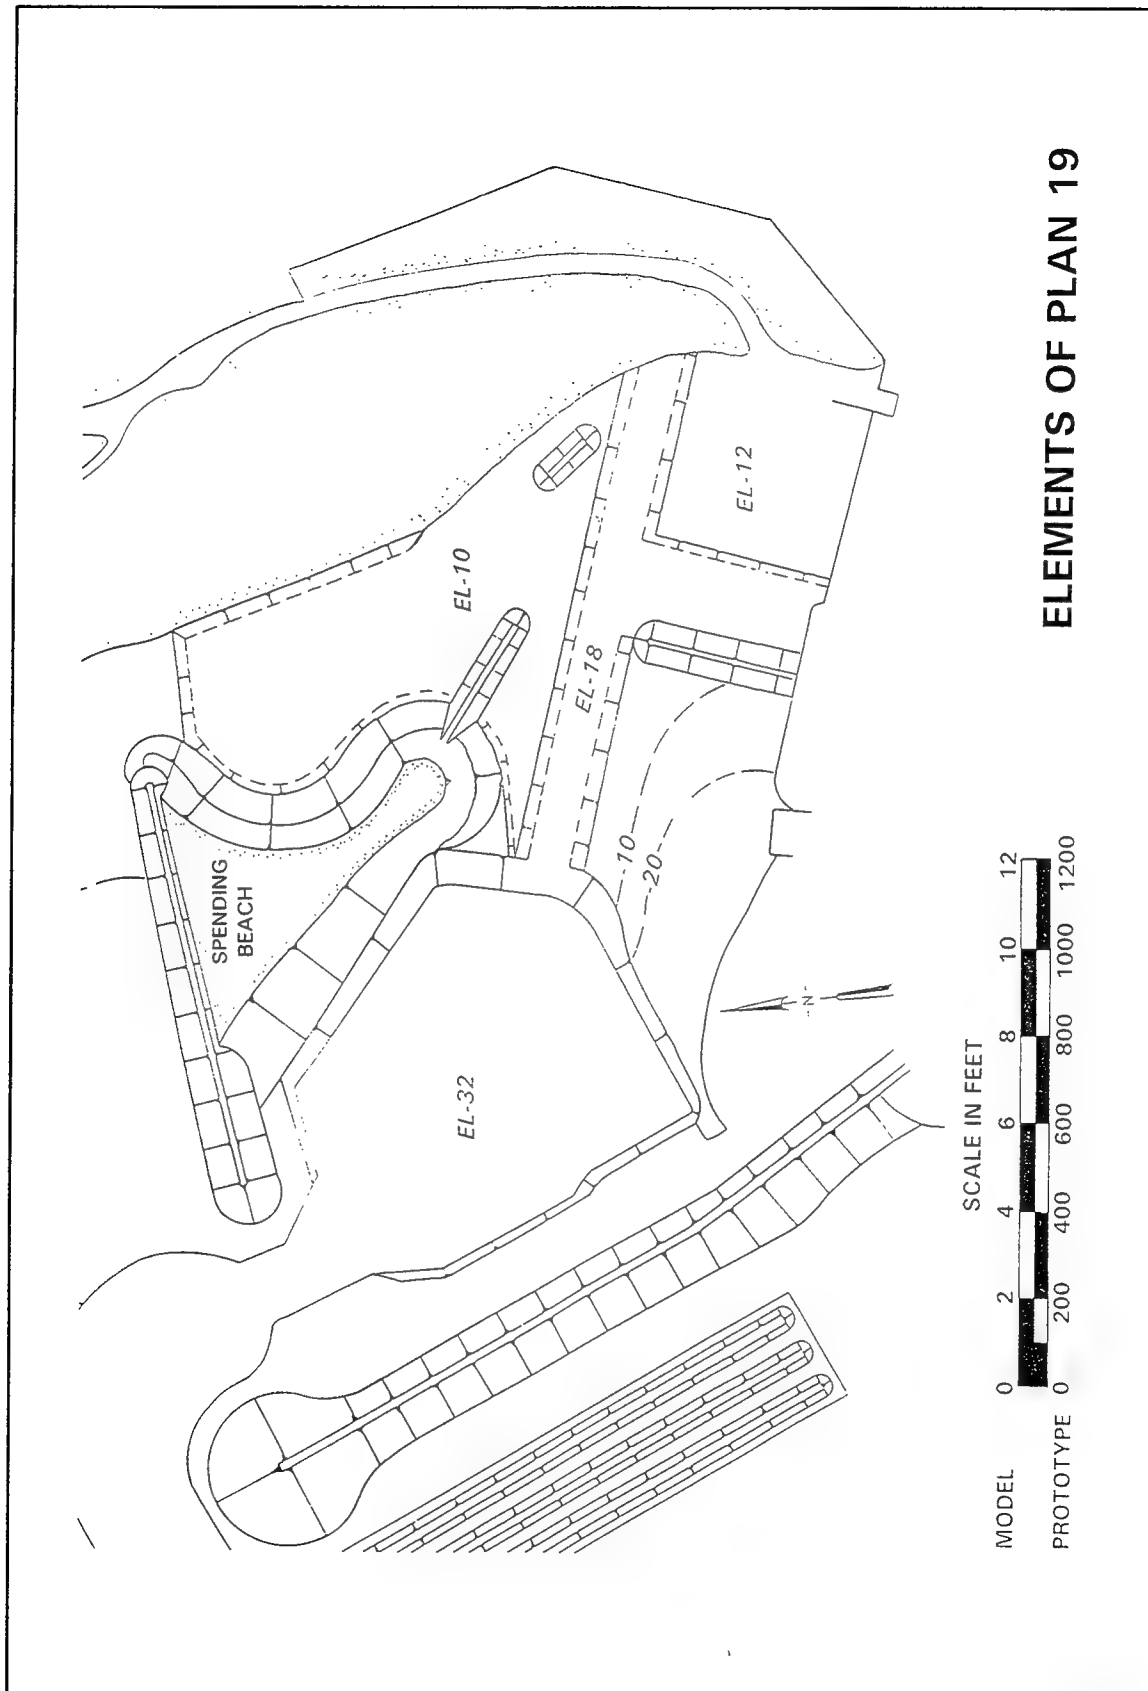 SPENDING
BEACH
EL-10
EL-12
EL-18
EL-32
-10
-20
N
SCALE IN FEET
MODEL 0 2 4 6 8 10 12
PROTOTYPE 0 200 400 600 800 1000 1200
ELEMENTS OF PLAN 19